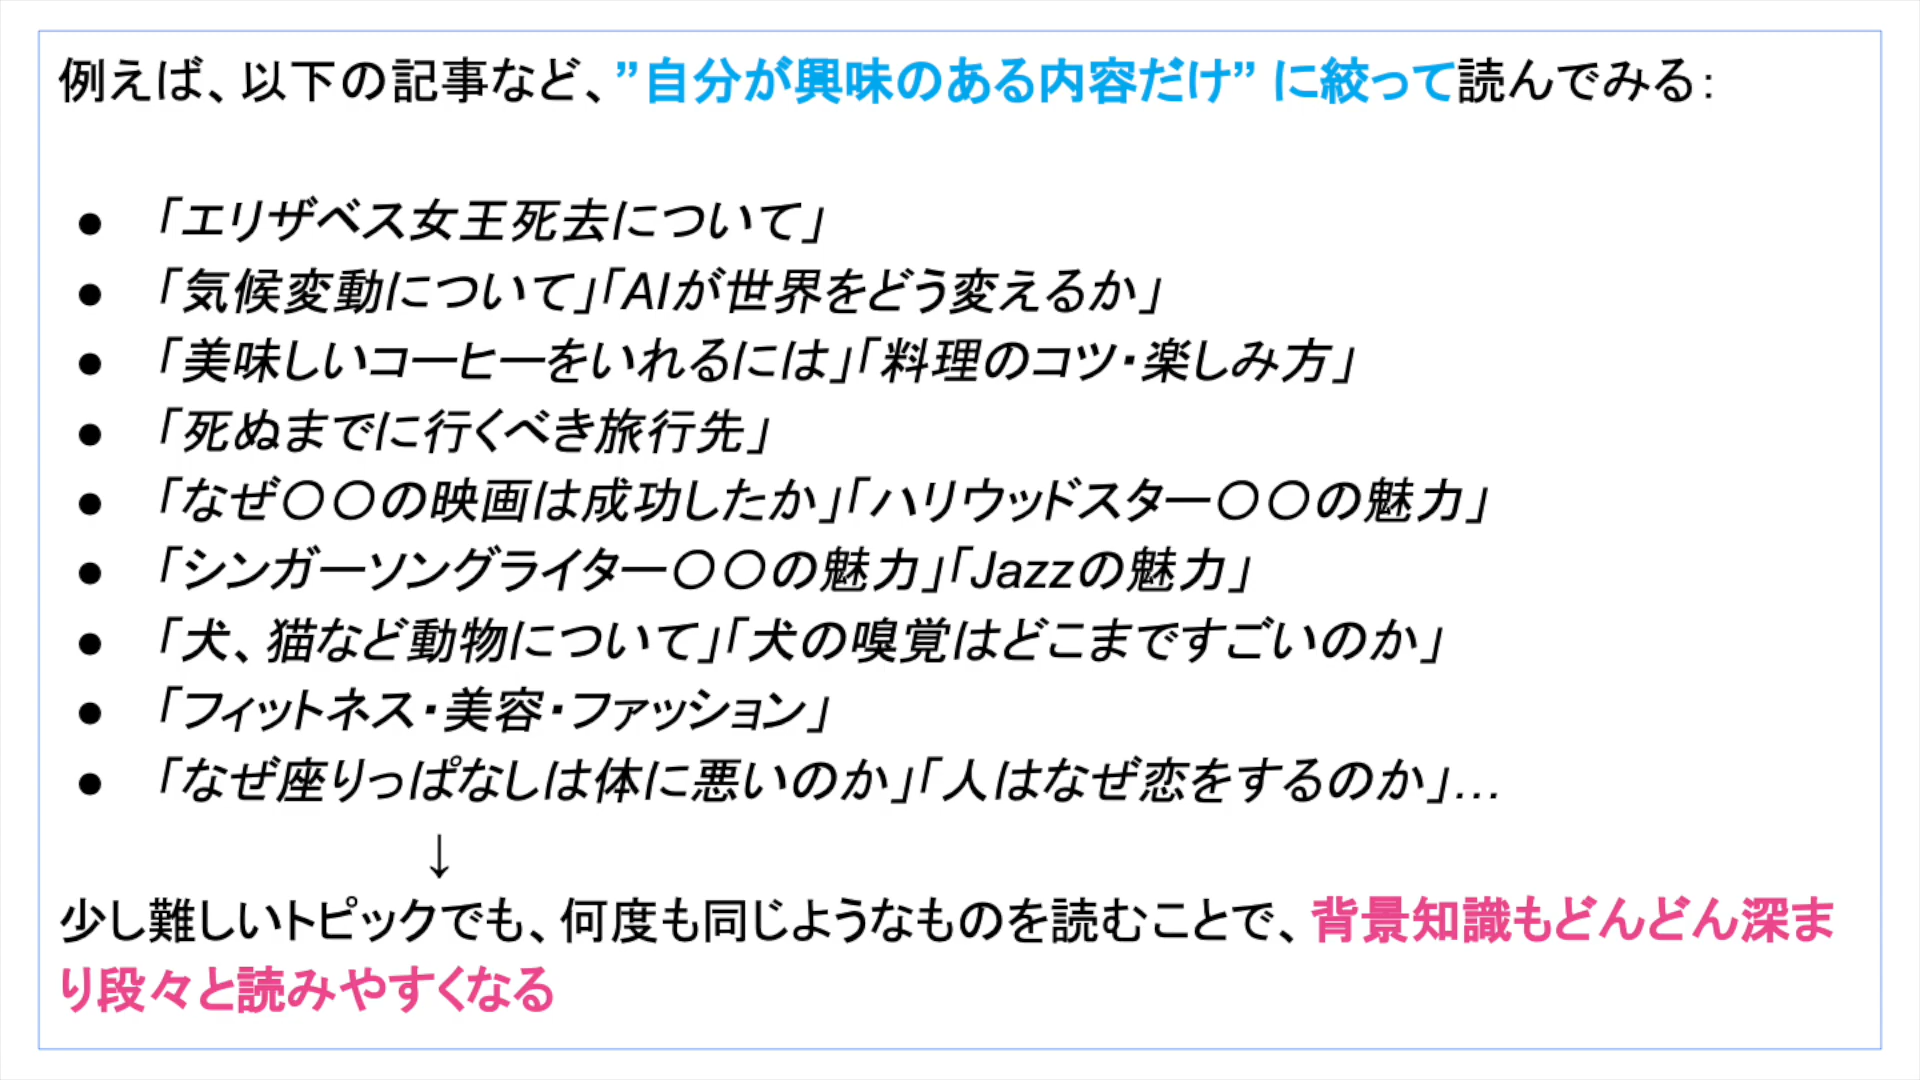 例えば、以下の記事など、”自分が興味のある内容だけ” に絞って読んでみる：
● 「エリザベス女王死去について」
● 「気候変動について」「AIが世界をどう変えるか」
● 「美味しいコーヒーをいれるには」「料理のコツ・楽しみ方」
● 「死ぬまでに行くべき旅行先」
● 「なぜ〇〇の映画は成功したか」「ハリウッドスター〇〇の魅力」
● 「シンガーソングライター〇〇の魅力」「Jazzの魅力」
● 「犬、猫など動物について」「犬の嗅覚はどこまですごいのか」
● 「フィットネス・美容・ファッション」
● 「なぜ座りっぱなしは体に悪いのか」「人はなぜ恋をするのか」…
↓
少し難しいトピックでも、何度も同じようなものを読むことで、背景知識もどんどん深ま
り段々と読みやすくなる